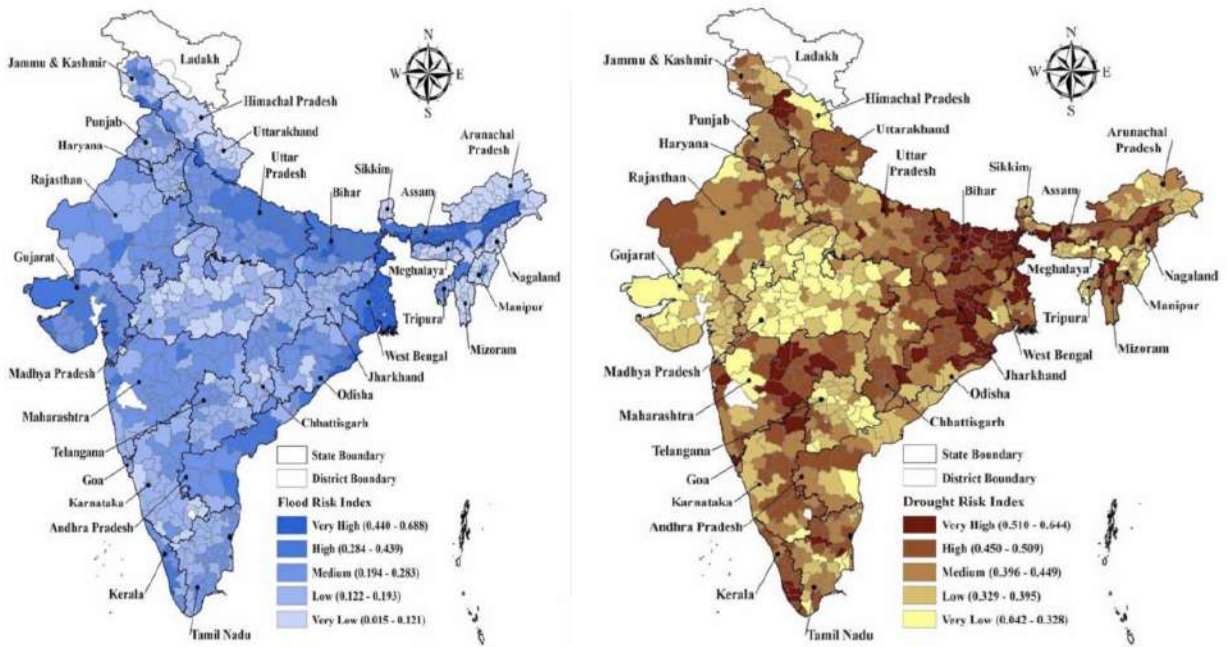 N
W
E
S
Ladakh
Jammu & Kashmir
Himachal Pradesh
Punjab
Uttarakhand
Haryana
Uttar
Pradesh
Arunachal
Pradesh
Sikkim
Assam
Rajasthan
Bihar
Gujarat
Meghalaya
Nagaland
Manipur
Tripura
Mizoram
West Bengal
Madhya Pradesh
Jharkhand
Maharashtra
Odisha
Chhattisgarh
Telangana
Goa
Karnataka
Andhra Pradesh
Kerala
Tamil Nadu
State Boundary
District Boundary
Flood Risk Index
Very High (0.440 - 0.688)
High (0.284 - 0.439)
Medium (0.194 - 0.283)
Low (0.122 - 0.193)
Very Low (0.015 - 0.121)
N
W
E
S
Ladakh
Jammu & Kashmir
Himachal Pradesh
Punjab
Uttarakhand
Haryana
Uttar
Pradesh
Arunachal
Pradesh
Sikkim
Assam
Rajasthan
Bihar
Gujarat
Meghalaya
Nagaland
Manipur
Tripura
Mizoram
West Bengal
Madhya Pradesh
Jharkhand
Maharashtra
Odisha
Chhattisgarh
Telangana
Goa
Karnataka
Andhra Pradesh
Kerala
Tamil Nadu
State Boundary
District Boundary
Drought Risk Index
Very High (0.510 - 0.644)
High (0.450 - 0.509)
Medium (0.396 - 0.449)
Low (0.329 - 0.395)
Very Low (0.042 - 0.328)